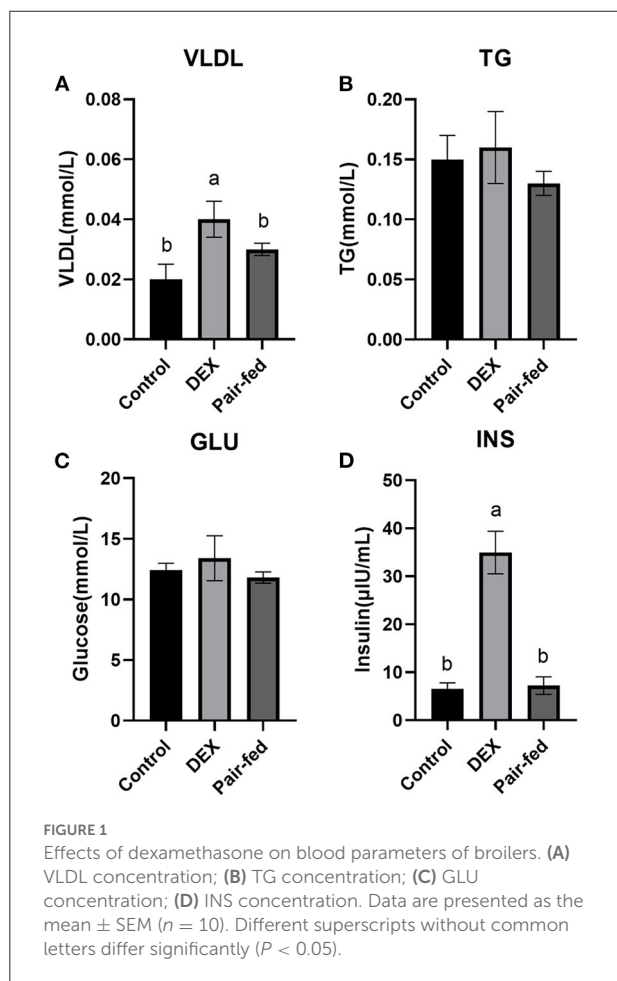 VLDL
A
VLDL(mmol/L)
0.08
0.06
0.04
0.02
0.00
b
a
b
Control
DEX
Pair-fed
TG
B
TG(mmol/L)
0.20
0.15
0.10
0.05
0.00
Control
DEX
Pair-fed
GLU
C
Glucose(mmol/L)
20
15
10
5
0
Control
DEX
Pair-fed
INS
D
Insulin(μIU/mL)
50
40
30
20
10
0
b
a
b
Control
DEX
Pair-fed
FIGURE 1
Effects of dexamethasone on blood parameters of broilers. (A)
VLDL concentration; (B) TG concentration; (C) GLU
concentration; (D) INS concentration. Data are presented as the
mean ± SEM (n = 10). Different superscripts without common
letters differ significantly (P < 0.05).